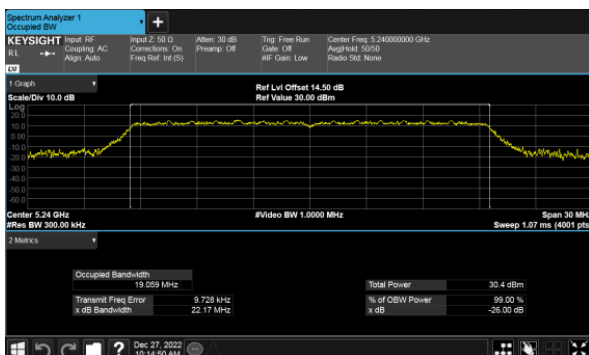 Spectrum Analyzer 1
Occupied BW
KEYSIGHT Input: RF Input Z: 50 Ω Atten: 30 dB Trig: Free Run Center Freq: 5.240000000 GHz
RL Coupling: AC Corrections: On Preamp: Off Gate: Off Avg|Hold: 50/50
Align: Auto Freq Ref: Int (S) #IF Gain: Low Radio Std: None
LXI
1 Graph Ref Lvl Offset 14.50 dB
Scale/Div 10.0 dB Ref Value 30.00 dBm
Log
20.0
10.0
0.00
-10.0
-20.0
-30.0
-40.0
-50.0
-60.0
Center 5.24 GHz #Video BW 1.0000 MHz Span 30 MHz
#Res BW 300.00 kHz Sweep 1.07 ms (4001 pts)
2 Metrics
Occupied Bandwidth
19.059 MHz Total Power 30.4 dBm
Transmit Freq Error 9.728 kHz % of OBW Power 99.00 %
x dB Bandwidth 22.17 MHz x dB -26.00 dB
Dec 27, 2022
10:14:50 AM